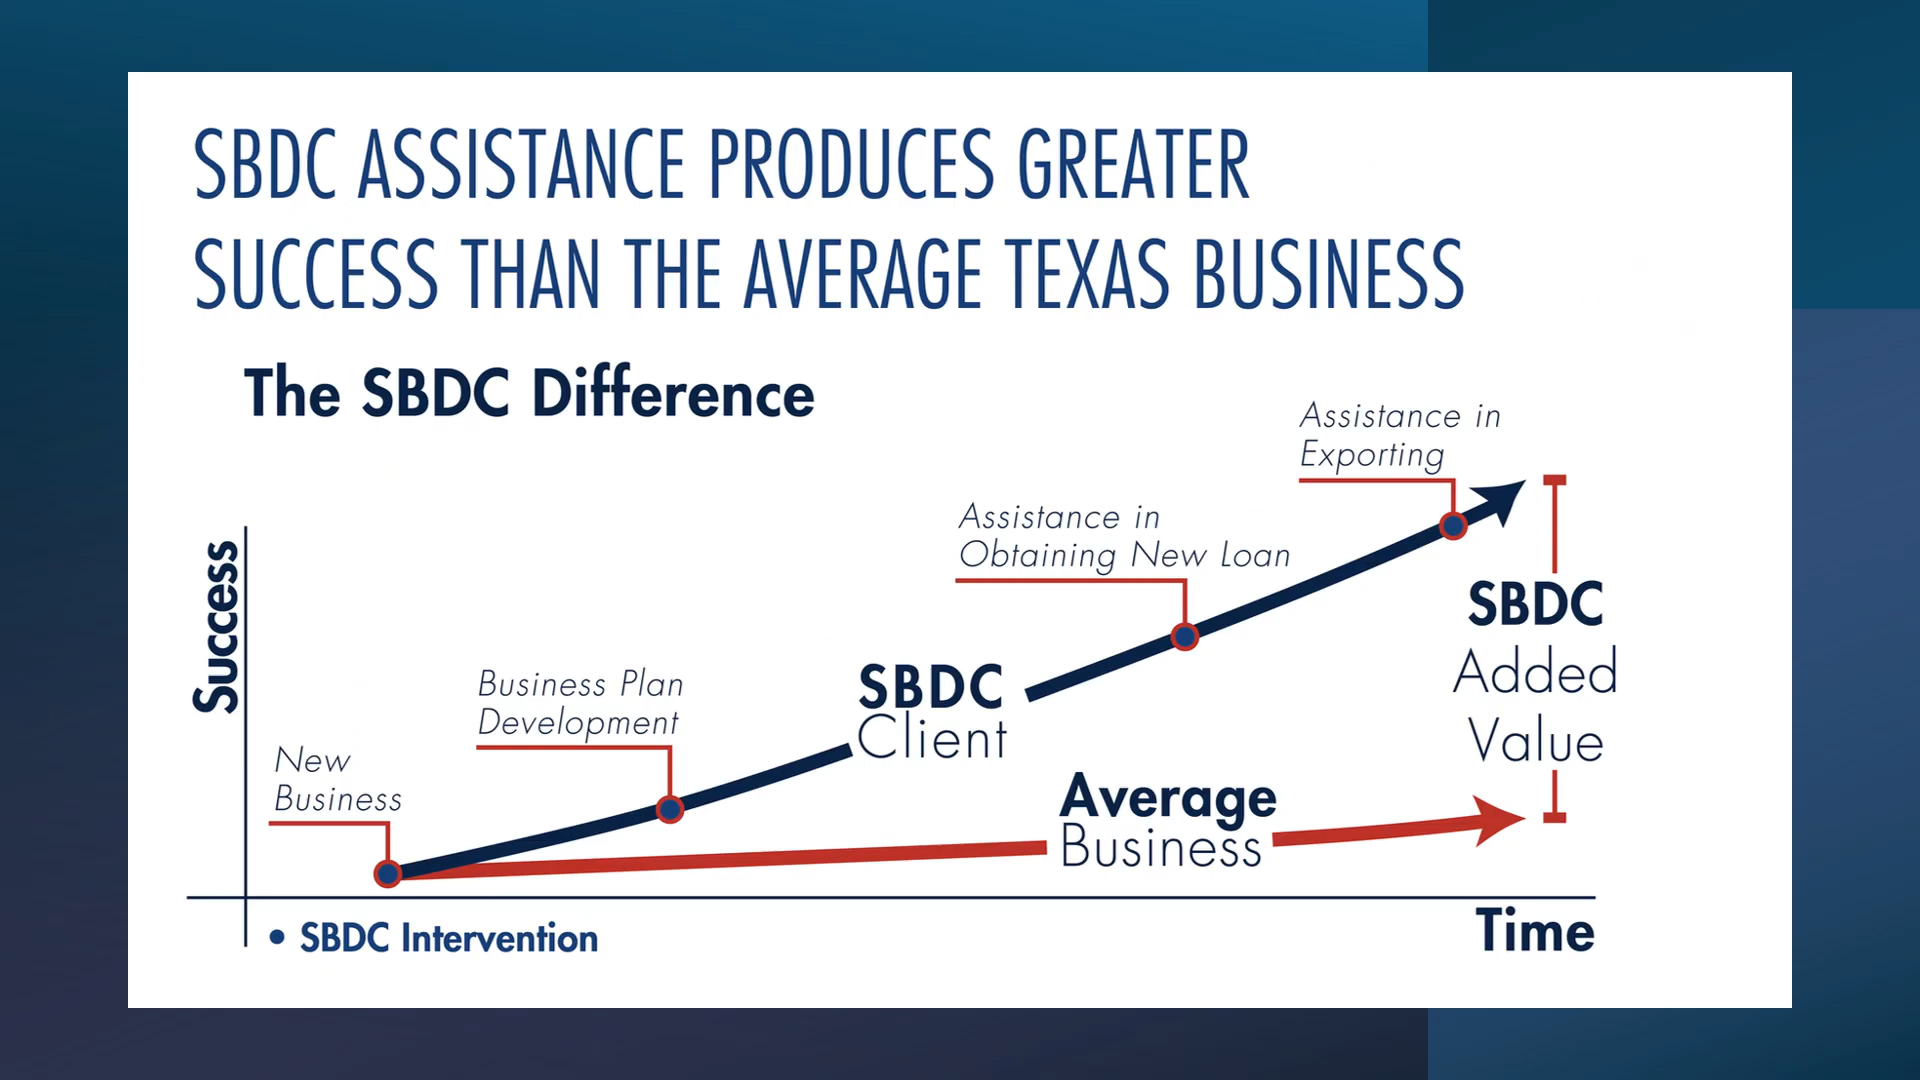 SBDC ASSISTANCE PRODUCES GREATER
SUCCESS THAN THE AVERAGE TEXAS BUSINESS
The SBDC Difference
Assistance in
Exporting
Assistance in
Obtaining New Loan
Success
SBDC
Added
Value
Business Plan
Development
SBDC
Client
New
Business
Average
Business
• SBDC Intervention
Time